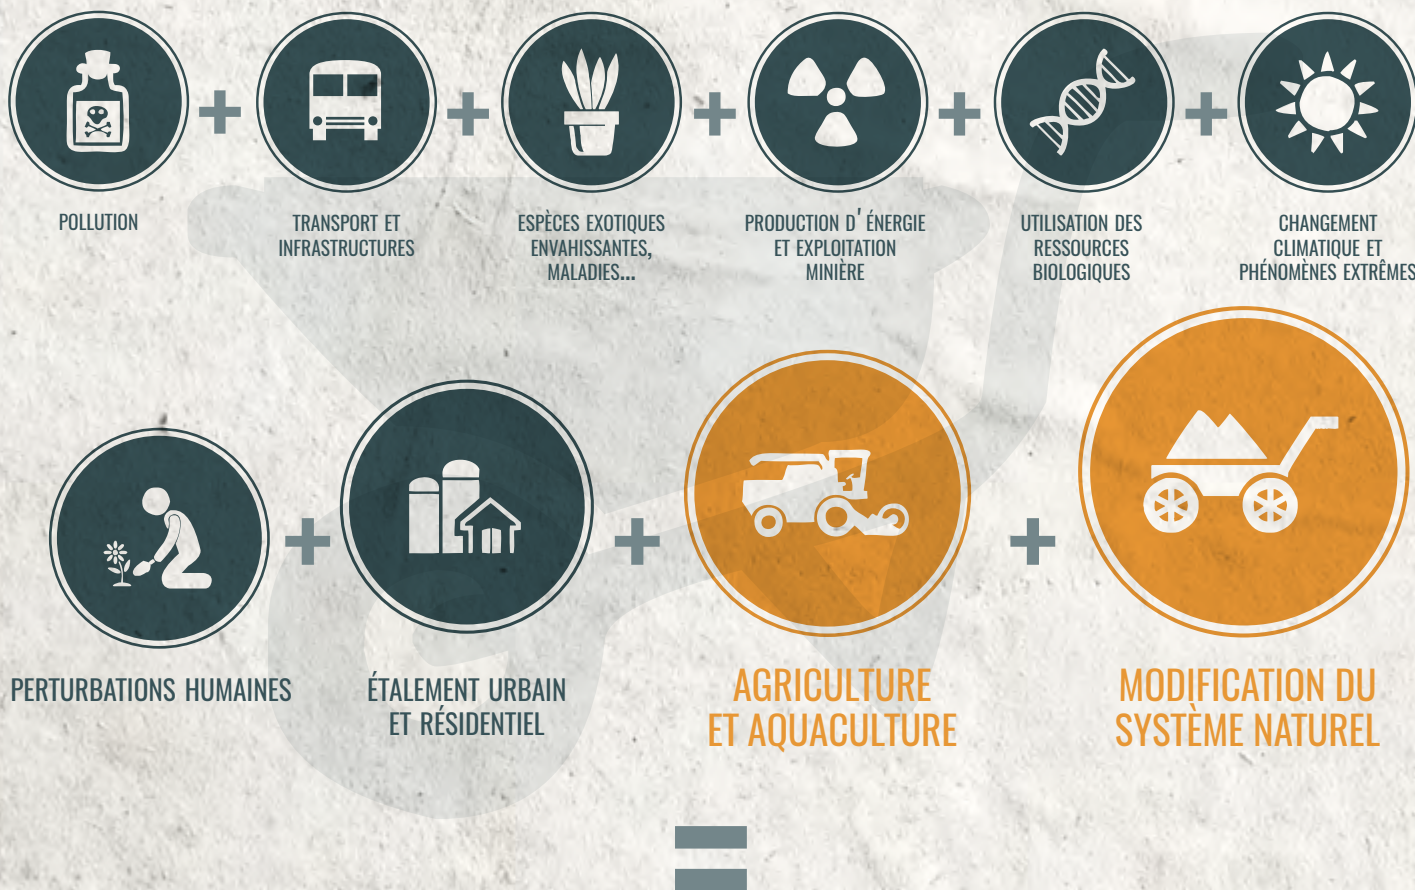 POLLUTION
TRANSPORT ET
INFRASTRUCTURES
ESPÈCES EXOTIQUES
ENVAHISSANTES,
MALADIES...
PRODUCTION D'ÉNERGIE
ET EXPLOITATION
MINIÈRE
UTILISATION DES
RESSOURCES
BIOLOGIQUES
CHANGEMENT
CLIMATIQUE ET
PHÉNOMÈNES EXTRÊMES
PERTURBATIONS HUMAINES
ÉTALEMENT URBAIN
ET RÉSIDENTIEL
AGRICULTURE
ET AQUACULTURE
MODIFICATION DU
SYSTÈME NATUREL